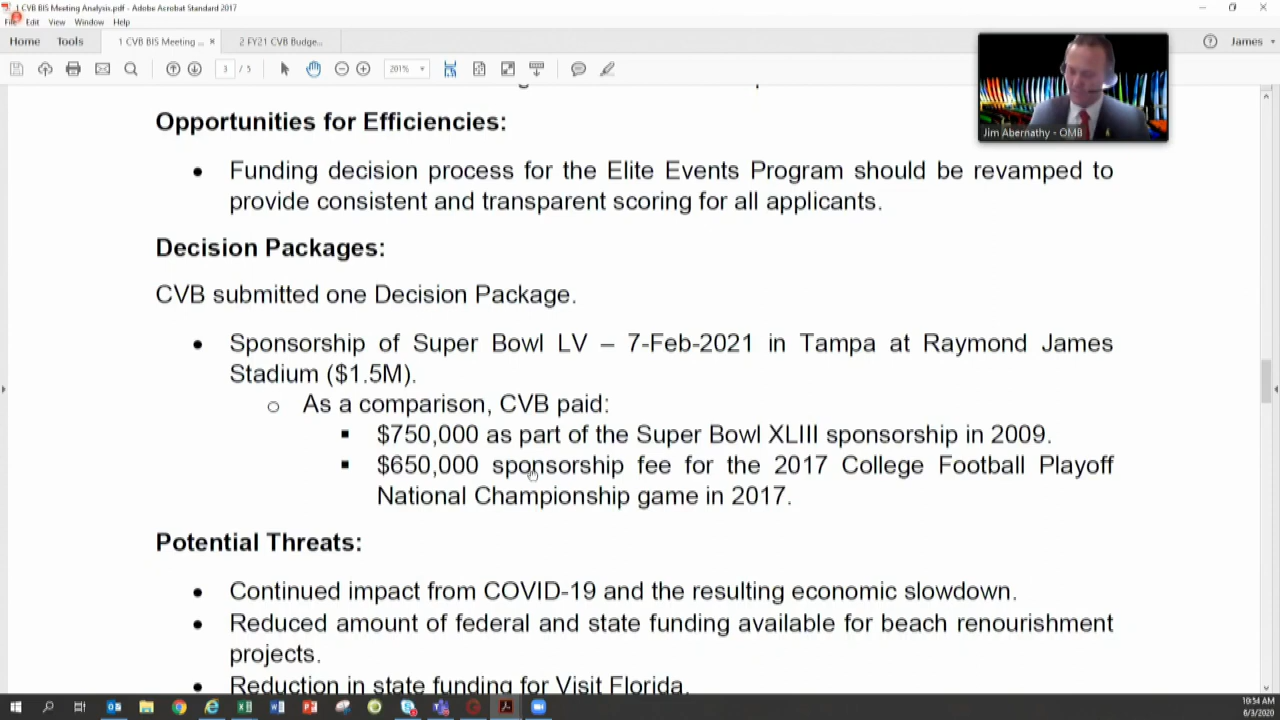 1 CVB BIS Meeting Analysis.pdf - Adobe Acrobat Standard 2017
File Edit View Window Help
Home Tools 1 CVB BIS Meeting ... × 2 FY21 CVB Budge... James
3 / 5 201%
Jim Abernathy - OMB
Opportunities for Efficiencies:
• Funding decision process for the Elite Events Program should be revamped to
provide consistent and transparent scoring for all applicants.
Decision Packages:
CVB submitted one Decision Package.
• Sponsorship of Super Bowl LV – 7-Feb-2021 in Tampa at Raymond James
Stadium ($1.5M).
o As a comparison, CVB paid:
▪ $750,000 as part of the Super Bowl XLIII sponsorship in 2009.
▪ $650,000 sponsorship fee for the 2017 College Football Playoff
National Championship game in 2017.
Potential Threats:
• Continued impact from COVID-19 and the resulting economic slowdown.
• Reduced amount of federal and state funding available for beach renourishment
projects.
• Reduction in state funding for Visit Florida.
10:54 AM
6/3/2020